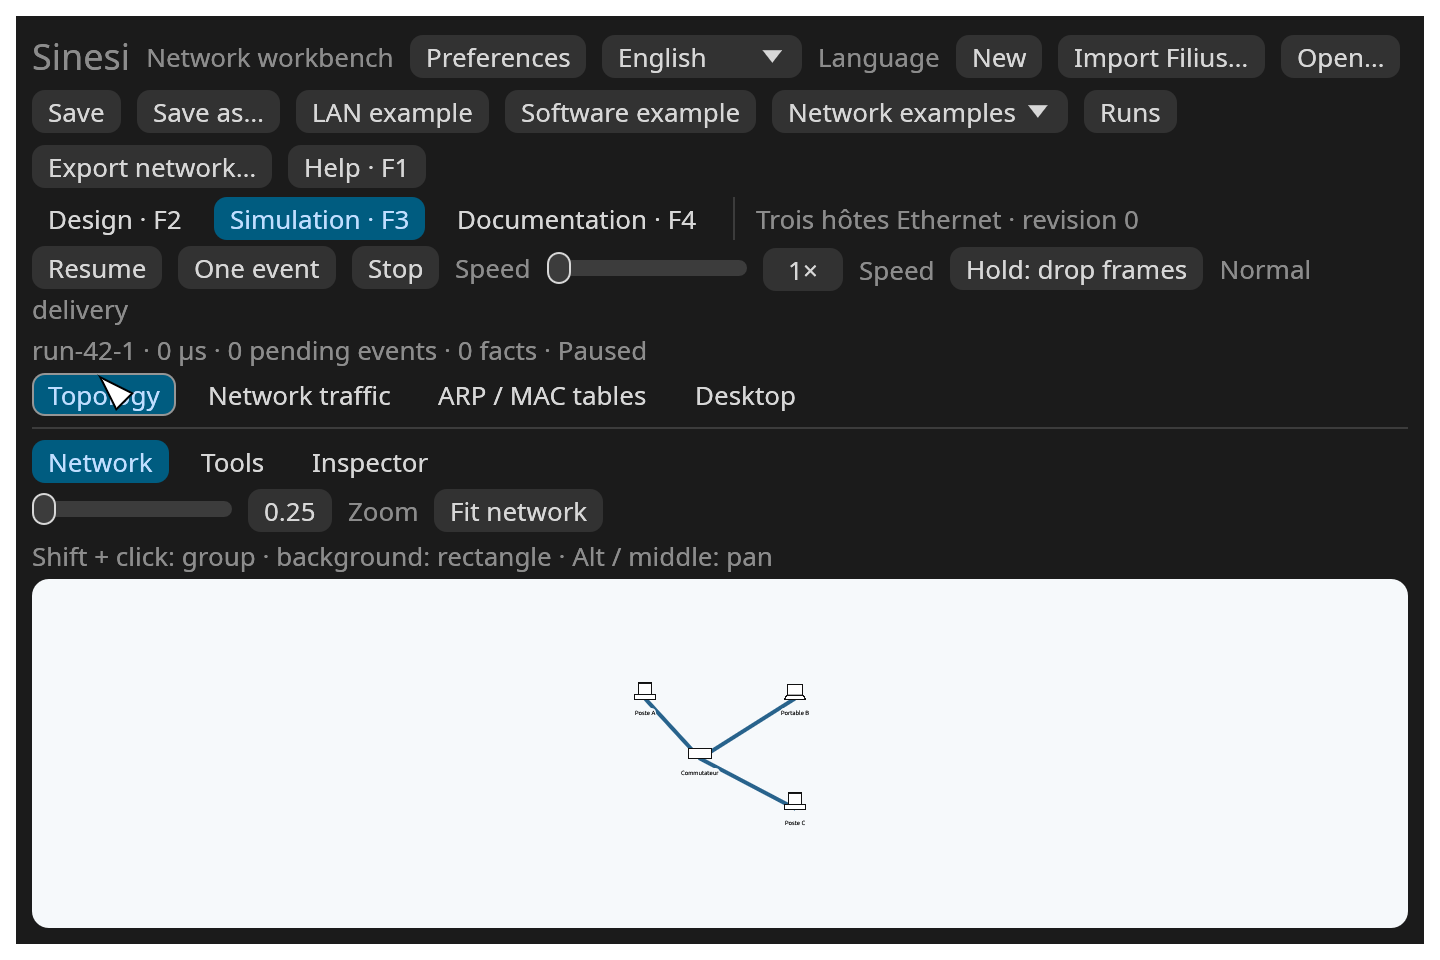 Sinesi Network workbench Preferences English Language New Import Filius... Open...
Save Save as... LAN example Software example Network examples Runs
Export network... Help · F1
Design · F2 Simulation · F3 Documentation · F4 Trois hôtes Ethernet · revision 0
Resume One event Stop Speed 1× Speed Hold: drop frames Normal
delivery
run-42-1 · 0 µs · 0 pending events · 0 facts · Paused
Topology Network traffic ARP / MAC tables Desktop
Network Tools Inspector
0.25 Zoom Fit network
Shift + click: group · background: rectangle · Alt / middle: pan
Poste A Portable B
Commutateur
Poste C